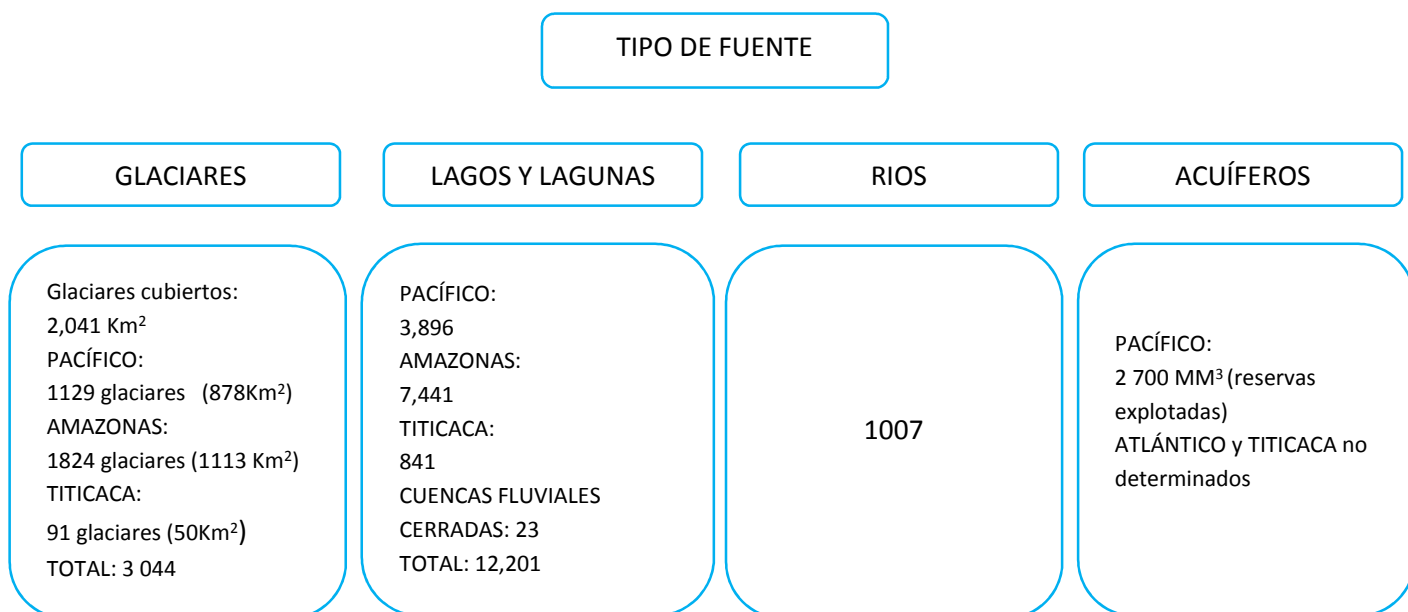 TIPO DE FUENTE
GLACIARES
LAGOS Y LAGUNAS
RIOS
ACUÍFEROS
Glaciares cubiertos:
2,041 Km²
PACÍFICO:
1129 glaciares (878Km²)
AMAZONAS:
1824 glaciares (1113 Km²)
TITICACA:
91 glaciares (50Km²)
TOTAL: 3 044
PACÍFICO:
3,896
AMAZONAS:
7,441
TITICACA:
841
CUENCAS FLUVIALES
CERRADAS: 23
TOTAL: 12,201
1007
PACÍFICO:
2 700 MM³ (reservas
explotadas)
ATLÁNTICO y TITICACA no
determinados